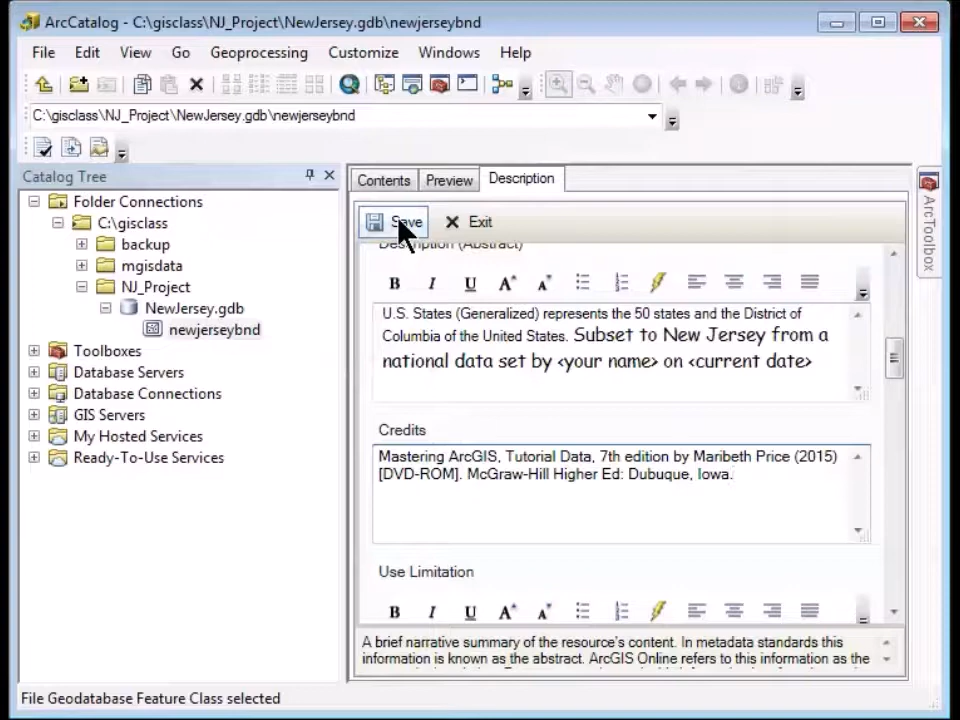 ArcCatalog - C:\gisclass\NJ_Project\NewJersey.gdb\newjerseybnd
File Edit View Go Geoprocessing Customize Windows Help
C:\gisclass\NJ_Project\NewJersey.gdb\newjerseybnd
Catalog Tree
Folder Connections
C:\gisclass
backup
mgisdata
NJ_Project
NewJersey.gdb
newjerseybnd
Toolboxes
Database Servers
Database Connections
GIS Servers
My Hosted Services
Ready-To-Use Services
Contents Preview Description
Save Exit
Description (Abstract)
B I U A A
U.S. States (Generalized) represents the 50 states and the District of
Columbia of the United States. Subset to New Jersey from a
national data set by <your name> on <current date>
Credits
Mastering ArcGIS, Tutorial Data, 7th edition by Maribeth Price (2015)
[DVD-ROM]. McGraw-Hill Higher Ed: Dubuque, Iowa.
Use Limitation
B I U A A
A brief narrative summary of the resource's content. In metadata standards this
information is known as the abstract. ArcGIS Online refers to this information as the
ArcToolbox
File Geodatabase Feature Class selected